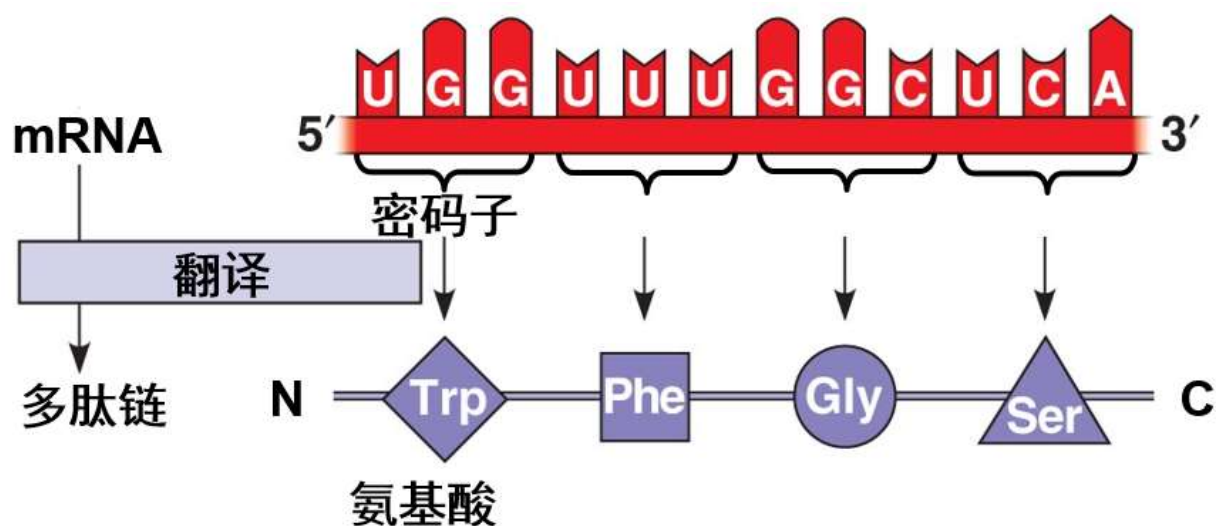 U G G U U U G G C U C A
mRNA 5′ 3′
密码子
翻译
多肽链 N Trp Phe Gly Ser C
氨基酸